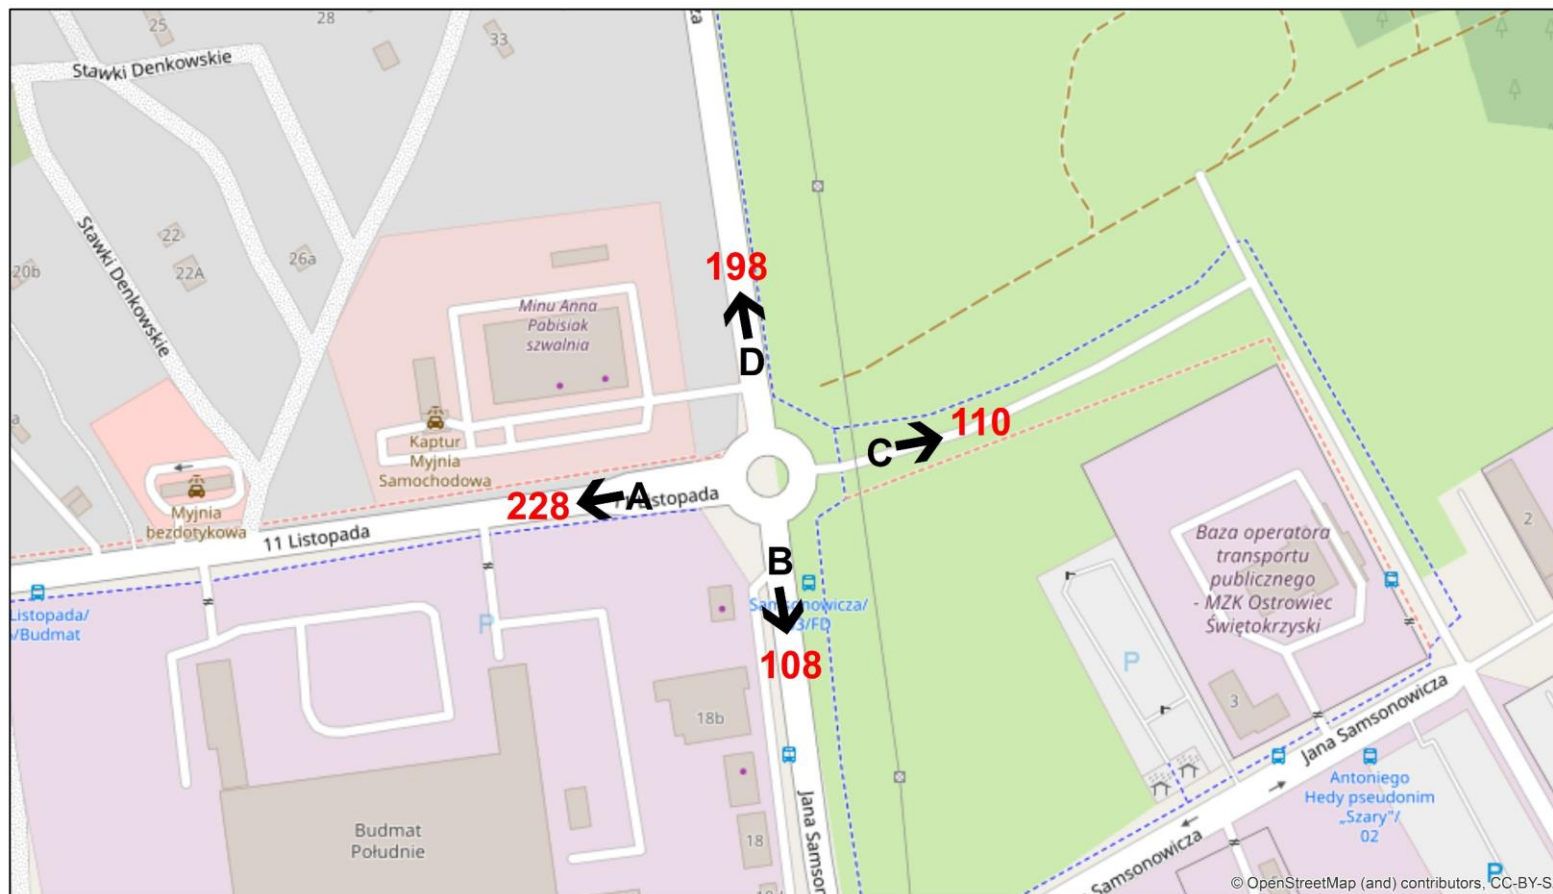 25
28
33
Stawki Denkowskie
22
22A
26a
20b
Stawki Denkowskie
Minu Anna
Pabisiak
szwalnia
198
D
C
110
Kaptur
Myjnia
Samochodowa
Myjnia
bezdotykowa
228
A
11 Listopada
Listopada
B
Baza operatora
transportu
publicznego
- MZK Ostrowiec
Świętokrzyski
2
Listopada/
/Budmat
P
108
P
3
18b
Jana Samsonowicza
Antoniego
Hedy pseudonim
„Szary”/
02
Budmat
Południe
18
Jana Samson
Samsonowicza
P
© OpenStreetMap (and) contributors, CC-BY-S